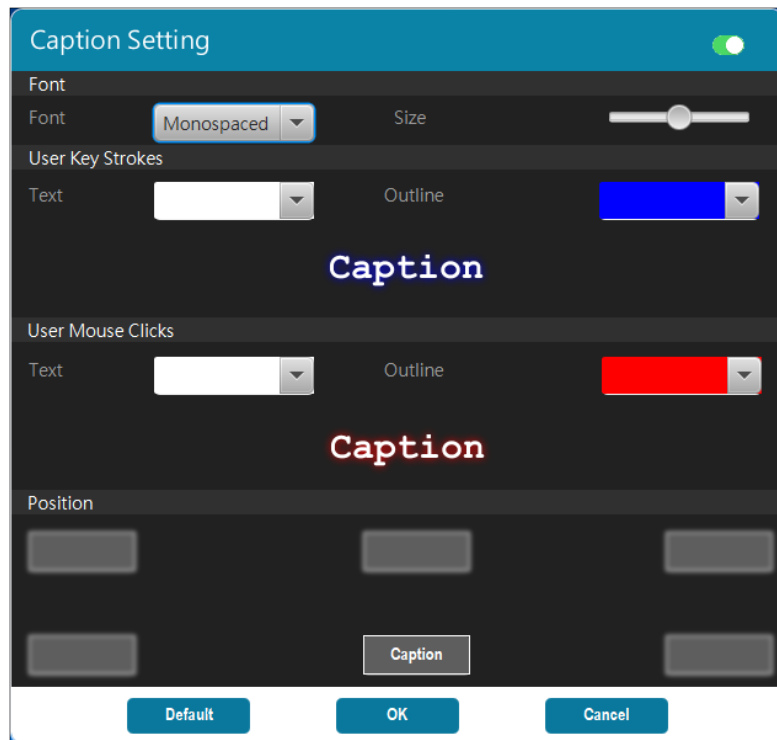 Caption Setting
Font
Font Monospaced Size
User Key Strokes
Text Outline
Caption
User Mouse Clicks
Text Outline
Caption
Position
Caption
Default OK Cancel